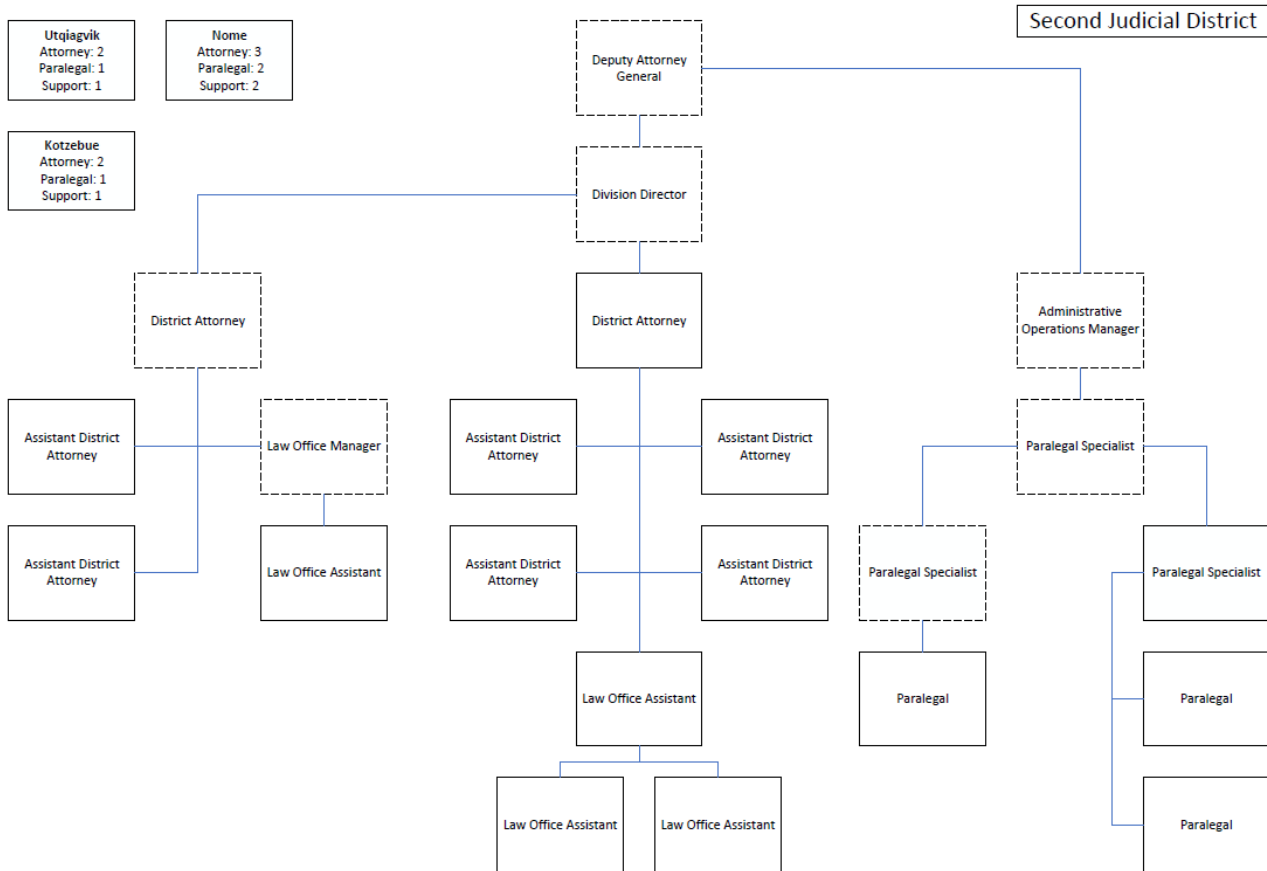 Second Judicial District
Utqiagvik
Attorney: 2
Paralegal: 1
Support: 1
Nome
Attorney: 3
Paralegal: 2
Support: 2
Kotzebue
Attorney: 2
Paralegal: 1
Support: 1
Deputy Attorney
General
Division Director
District Attorney
District Attorney
Administrative
Operations Manager
Assistant District
Attorney
Law Office Manager
Assistant District
Attorney
Assistant District
Attorney
Paralegal Specialist
Assistant District
Attorney
Law Office Assistant
Assistant District
Attorney
Assistant District
Attorney
Paralegal Specialist
Paralegal Specialist
Law Office Assistant
Paralegal
Paralegal
Law Office Assistant
Law Office Assistant
Paralegal